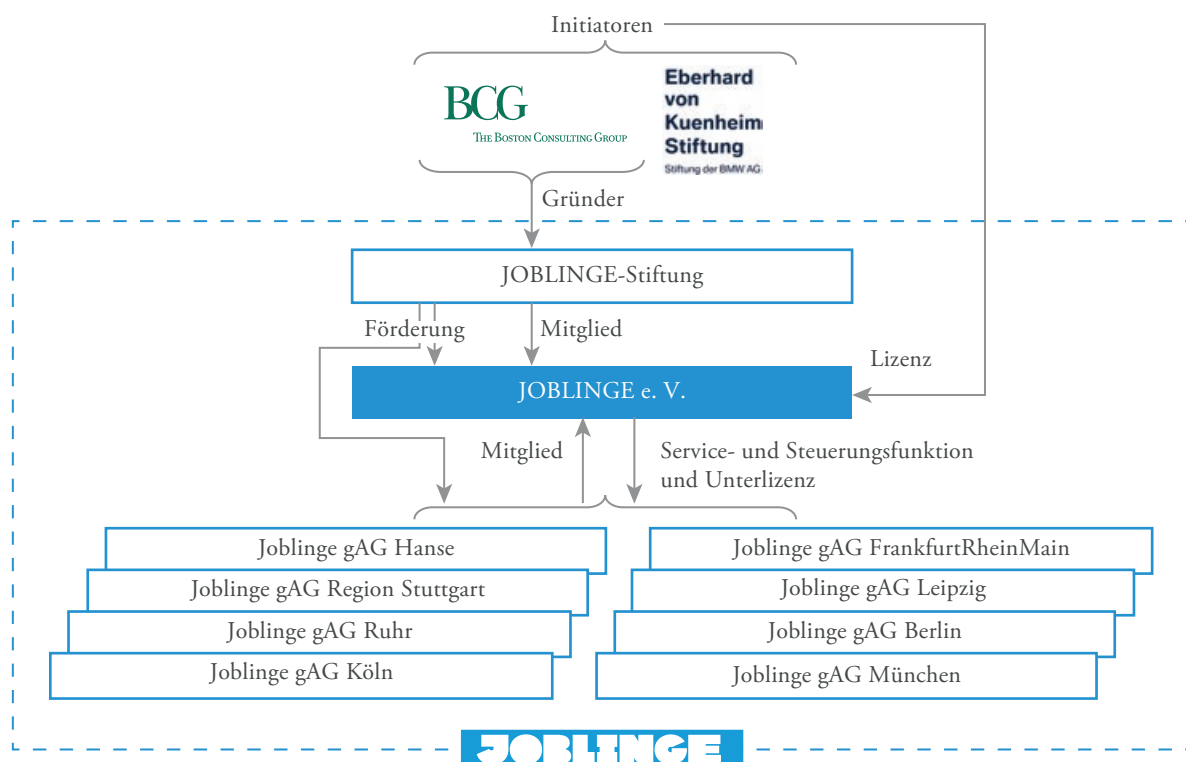 Initiatoren
BCG
THE BOSTON CONSULTING GROUP
Eberhard
von
Kuenheim
Stiftung
Stiftung der BMW AG
Gründer
JOBLINGE-Stiftung
Förderung
Mitglied
Lizenz
JOBLINGE e. V.
Mitglied
Service- und Steuerungsfunktion
und Unterlizenz
Joblinge gAG Hanse
Joblinge gAG Region Stuttgart
Joblinge gAG Ruhr
Joblinge gAG Köln
Joblinge gAG FrankfurtRheinMain
Joblinge gAG Leipzig
Joblinge gAG Berlin
Joblinge gAG München
JOBLINGE